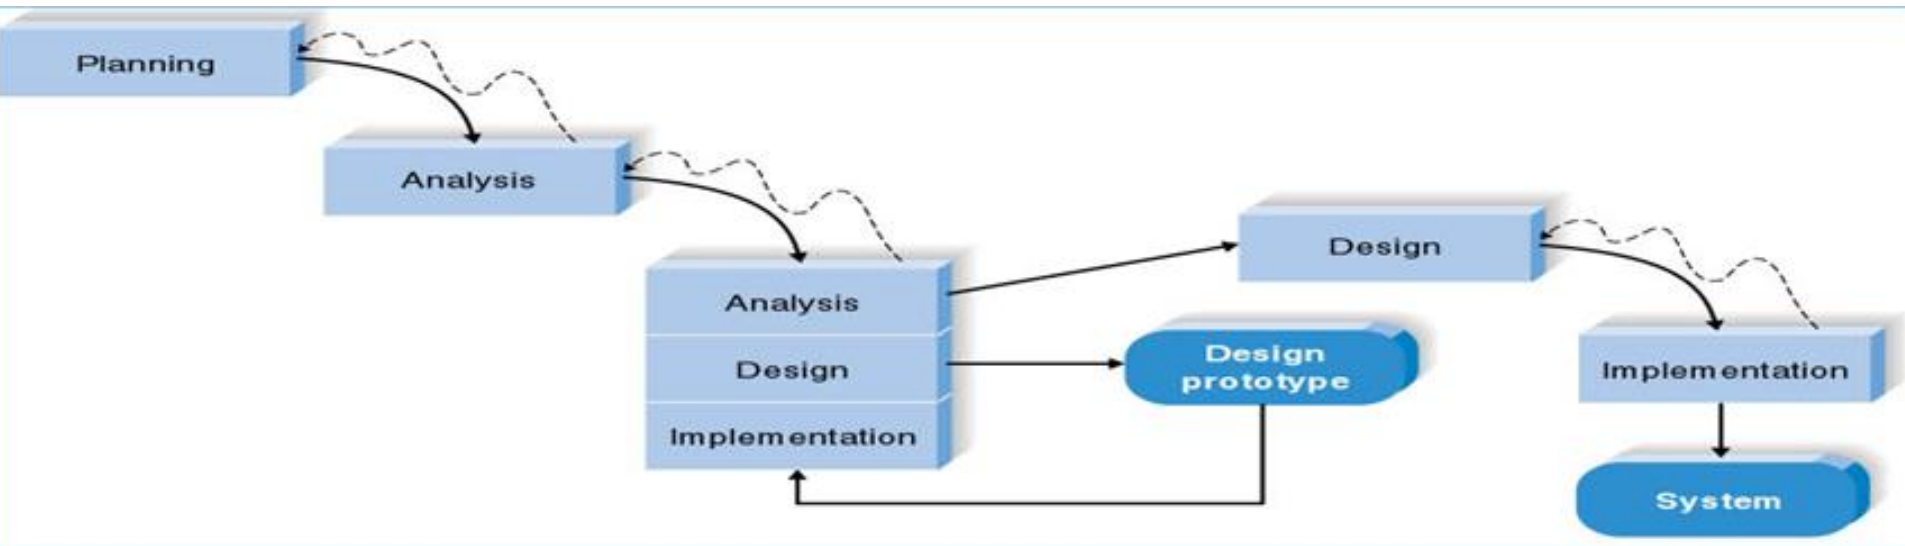 Planning
Analysis
Analysis
Design
Implementation
Design
prototype
Design
Implementation
System